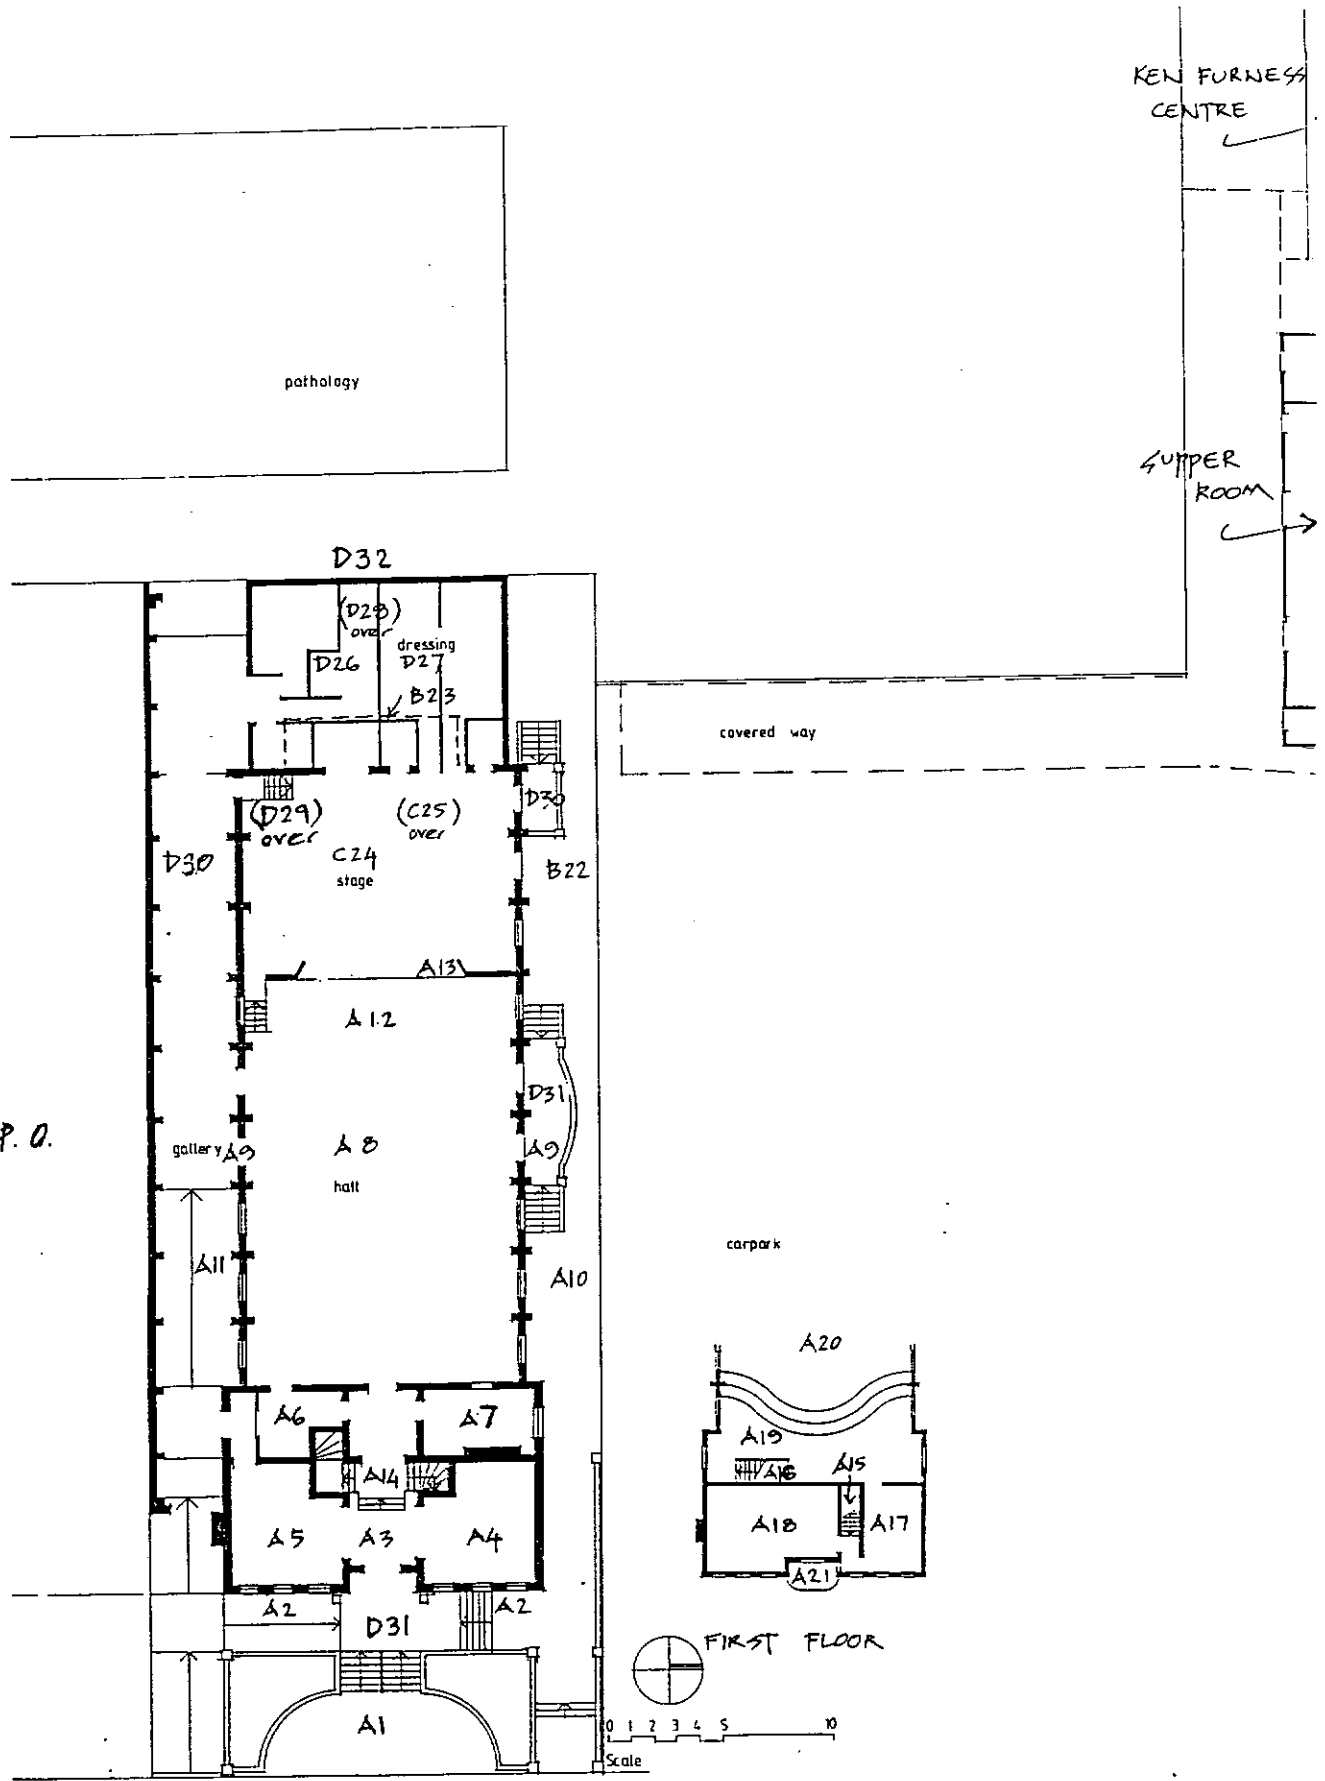 KEN FURNESS
CENTRE
pathology
SUPPER
ROOM
D32
(D28)
over
dressing
D26
D27
B23
covered way
D30
(D29)
over
(C25)
over
D30
C24
stage
B22
A13
A12
D31
P.O.
gallery A9
A8
hall
A9
A11
A10
carpark
A20
A6
A7
A19
A16
A15
A14
A5
A3
A4
A18
A17
A21
A2
D31
A2
FIRST FLOOR
A1
0 1 2 3 4 5 10
Scale